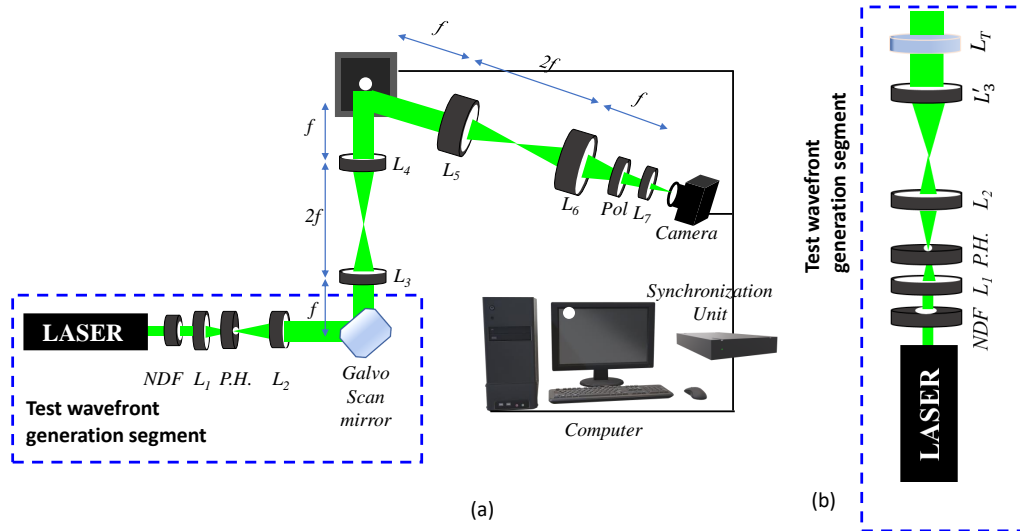 f
2f
f
f
L4
L5
2f
L6
Pol
L7
Camera
L3
f
Synchronization
Unit
LASER
NDF
L1
P.H.
L2
Galvo
Scan
mirror
Test wavefront
generation segment
Computer
(a)
Test wavefront
generation segment
LT
L'3
L2
P.H.
L1
NDF
LASER
(b)